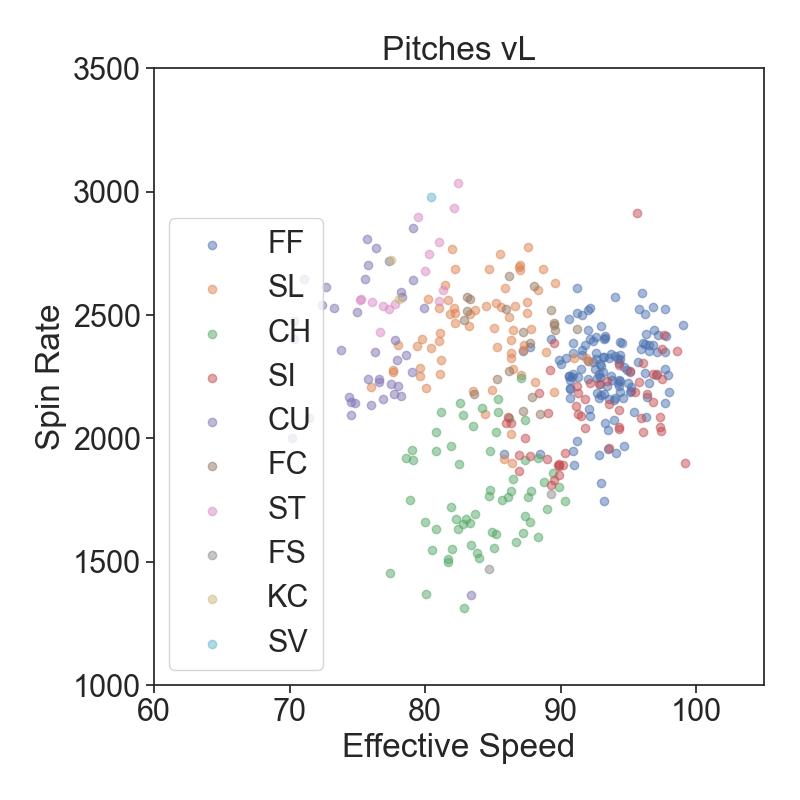 Pitches vL
3500
3000
2500
2000
1500
1000
Spin Rate
FF
SL
CH
SI
CU
FC
ST
FS
KC
SV
60 70 80 90 100
Effective Speed